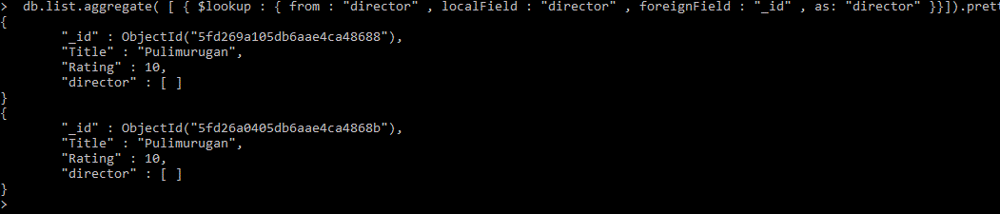 >  db.list.aggregate( [ { $lookup : { from : "director" , localField : "director" , foreignField : "_id" , as: "director" }}]).prett
{
        "_id" : ObjectId("5fd269a105db6aae4ca48688"),
        "Title" : "Pulimurugan",
        "Rating" : 10,
        "director" : [ ]
}
{
        "_id" : ObjectId("5fd26a0405db6aae4ca4868b"),
        "Title" : "Pulimurugan",
        "Rating" : 10,
        "director" : [ ]
}
>